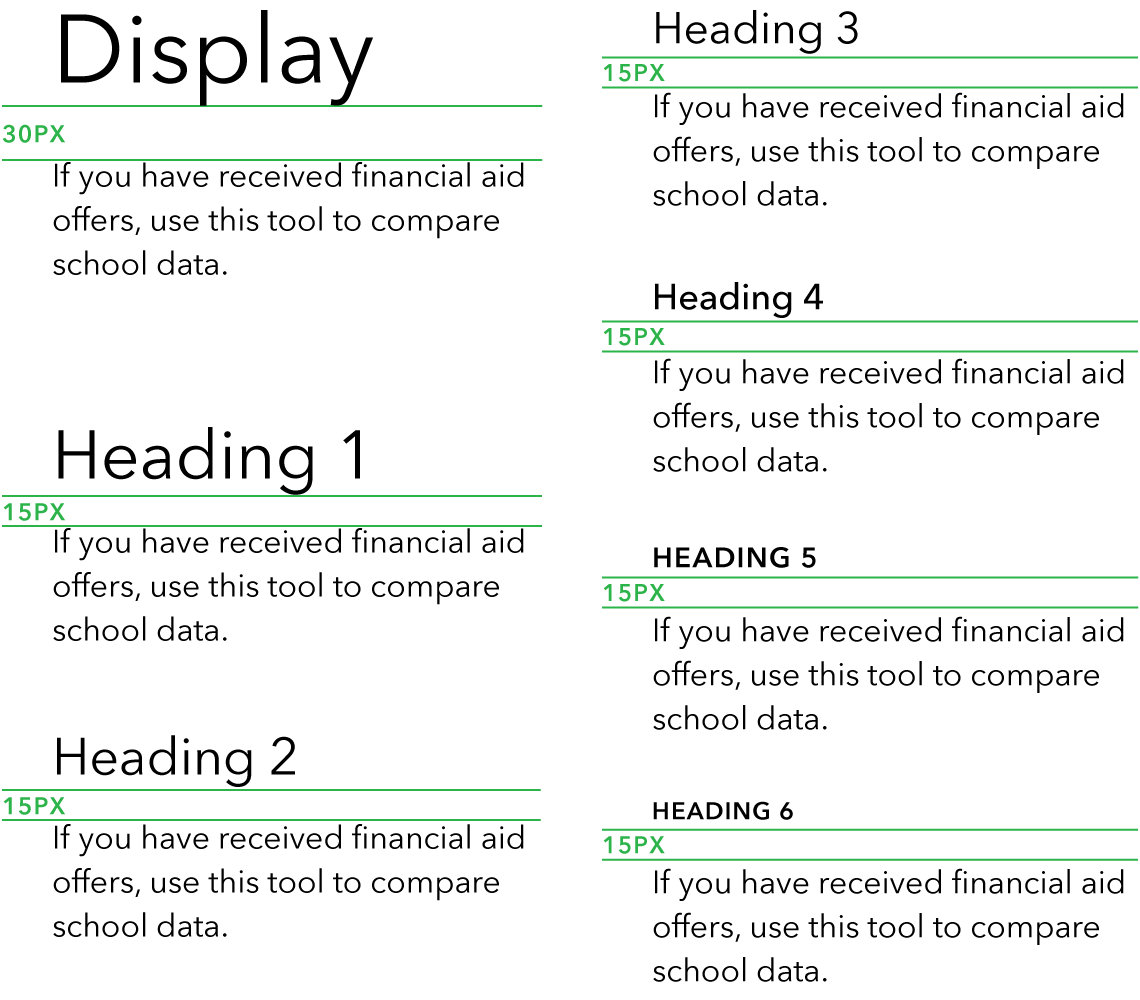 Display
30PX
If you have received financial aid
offers, use this tool to compare
school data.
Heading 1
15PX
If you have received financial aid
offers, use this tool to compare
school data.
Heading 2
15PX
If you have received financial aid
offers, use this tool to compare
school data.
Heading 3
15PX
If you have received financial aid
offers, use this tool to compare
school data.
Heading 4
15PX
If you have received financial aid
offers, use this tool to compare
school data.
HEADING 5
15PX
If you have received financial aid
offers, use this tool to compare
school data.
HEADING 6
15PX
If you have received financial aid
offers, use this tool to compare
school data.